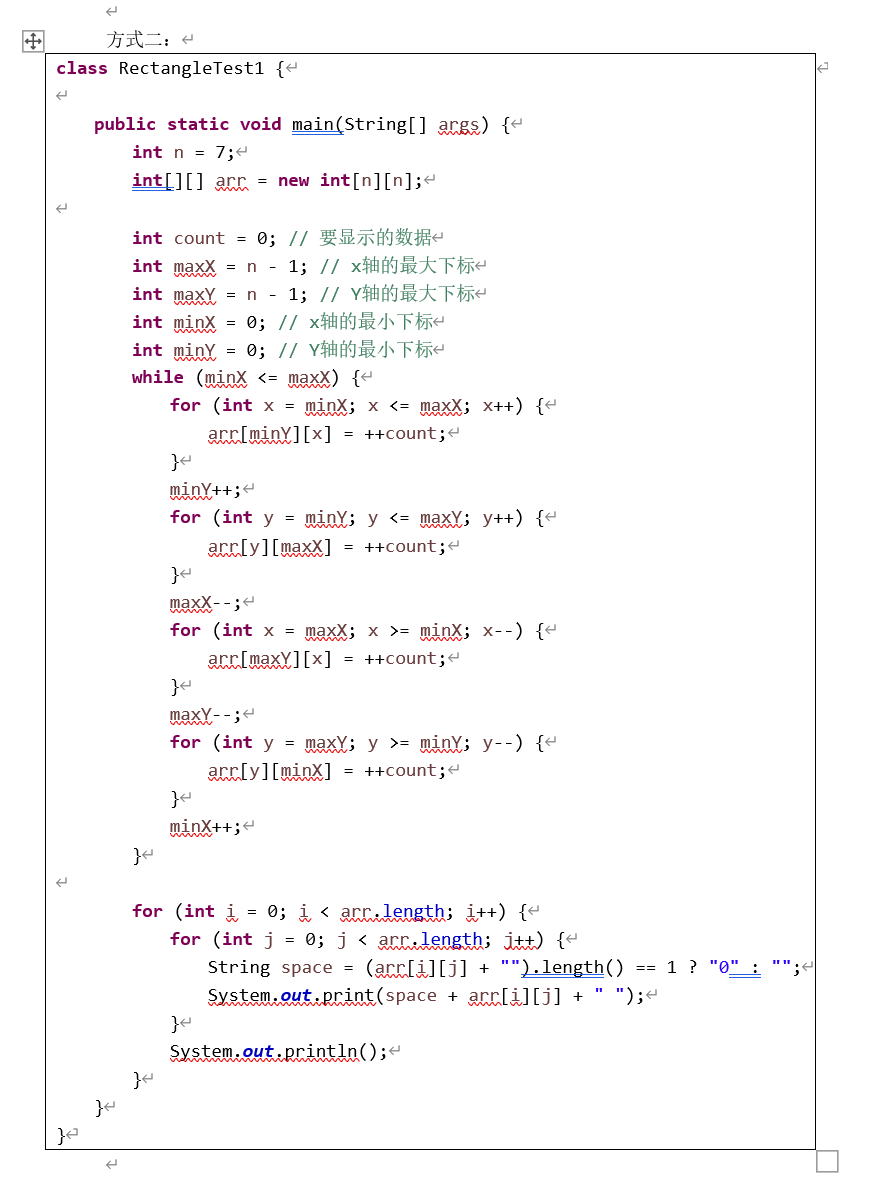 方式二：
class RectangleTest1 {
public static void main(String[] args) {
int n = 7;
int[][] arr = new int[n][n];
int count = 0; // 要显示的数据
int maxX = n - 1; // x轴的最大下标
int maxY = n - 1; // Y轴的最大下标
int minX = 0; // x轴的最小下标
int minY = 0; // Y轴的最小下标
while (minX <= maxX) {
for (int x = minX; x <= maxX; x++) {
arr[minY][x] = ++count;
}
minY++;
for (int y = minY; y <= maxY; y++) {
arr[y][maxX] = ++count;
}
maxX--;
for (int x = maxX; x >= minX; x--) {
arr[maxY][x] = ++count;
}
maxY--;
for (int y = maxY; y >= minY; y--) {
arr[y][minX] = ++count;
}
minX++;
}
for (int i = 0; i < arr.length; i++) {
for (int j = 0; j < arr.length; j++) {
String space = (arr[i][j] + "").length() == 1 ? "0" : "";
System.out.print(space + arr[i][j] + " ");
}
System.out.println();
}
}
}